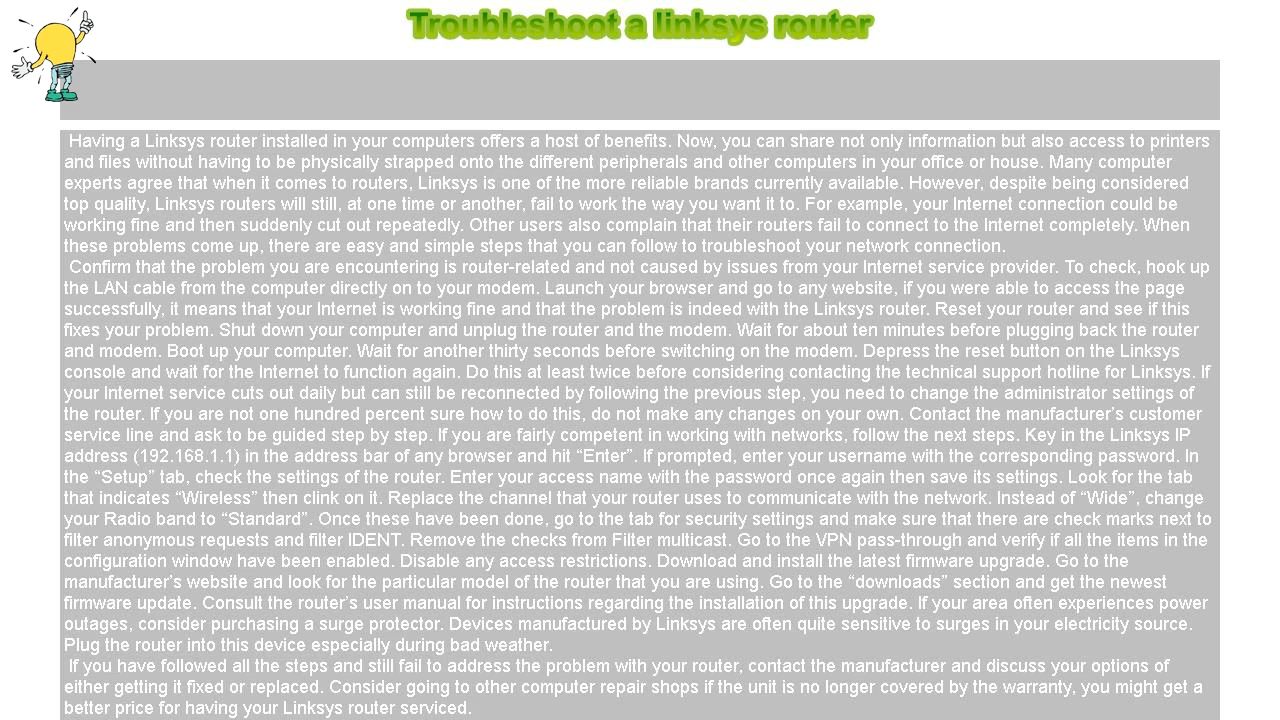 Troubleshoot a linksys router
Having a Linksys router installed in your computers offers a host of benefits. Now, you can share not only information but also access to printers
and files without having to be physically strapped onto the different peripherals and other computers in your office or house. Many computer
experts agree that when it comes to routers, Linksys is one of the more reliable brands currently available. However, despite being considered
top quality, Linksys routers will still, at one time or another, fail to work the way you want it to. For example, your Internet connection could be
working fine and then suddenly cut out repeatedly. Other users also complain that their routers fail to connect to the Internet completely. When
these problems come up, there are easy and simple steps that you can follow to troubleshoot your network connection.
Confirm that the problem you are encountering is router-related and not caused by issues from your Internet service provider. To check, hook up
the LAN cable from the computer directly on to your modem. Launch your browser and go to any website, if you were able to access the page
successfully, it means that your Internet is working fine and that the problem is indeed with the Linksys router. Reset your router and see if this
fixes your problem. Shut down your computer and unplug the router and the modem. Wait for about ten minutes before plugging back the router
and modem. Boot up your computer. Wait for another thirty seconds before switching on the modem. Depress the reset button on the Linksys
console and wait for the Internet to function again. Do this at least twice before considering contacting the technical support hotline for Linksys. If
your Internet service cuts out daily but can still be reconnected by following the previous step, you need to change the administrator settings of
the router. If you are not one hundred percent sure how to do this, do not make any changes on your own. Contact the manufacturer’s customer
service line and ask to be guided step by step. If you are fairly competent in working with networks, follow the next steps. Key in the Linksys IP
address (192.168.1.1) in the address bar of any browser and hit “Enter”. If prompted, enter your username with the corresponding password. In
the “Setup” tab, check the settings of the router. Enter your access name with the password once again then save its settings. Look for the tab
that indicates “Wireless” then clink on it. Replace the channel that your router uses to communicate with the network. Instead of “Wide”, change
your Radio band to “Standard”. Once these have been done, go to the tab for security settings and make sure that there are check marks next to
filter anonymous requests and filter IDENT. Remove the checks from Filter multicast. Go to the VPN pass-through and verify if all the items in the
configuration window have been enabled. Disable any access restrictions. Download and install the latest firmware upgrade. Go to the
manufacturer’s website and look for the particular model of the router that you are using. Go to the “downloads” section and get the newest
firmware update. Consult the router’s user manual for instructions regarding the installation of this upgrade. If your area often experiences power
outages, consider purchasing a surge protector. Devices manufactured by Linksys are often quite sensitive to surges in your electricity source.
Plug the router into this device especially during bad weather.
If you have followed all the steps and still fail to address the problem with your router, contact the manufacturer and discuss your options of
either getting it fixed or replaced. Consider going to other computer repair shops if the unit is no longer covered by the warranty, you might get a
better price for having your Linksys router serviced.